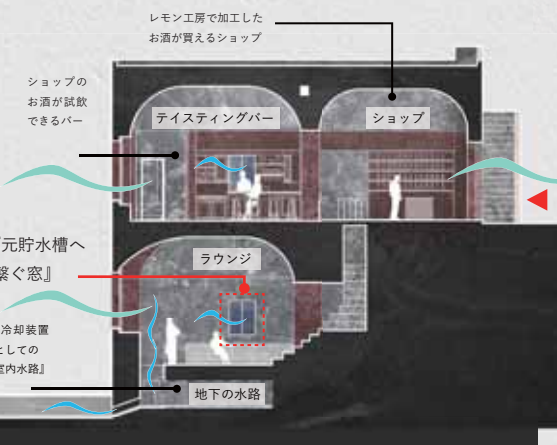 レモン工房で加工した
お酒が買えるショップ
ショップの
お酒が試飲
できるバー
テイスティングバー
ショップ
元貯水槽へ
繋ぐ窓』
ラウンジ
冷却装置
としての
室内水路』
地下の水路